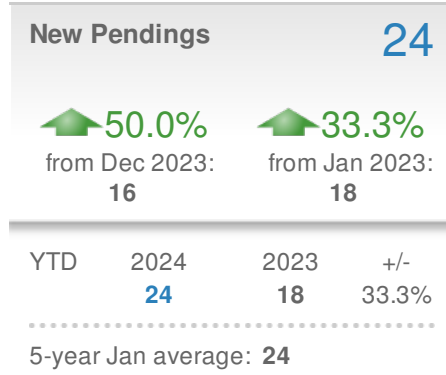 New Pendings 24
50.0% 33.3%
from Dec 2023: from Jan 2023:
16 18
YTD 2024 2023 +/-
24 18 33.3%
5-year Jan average: 24